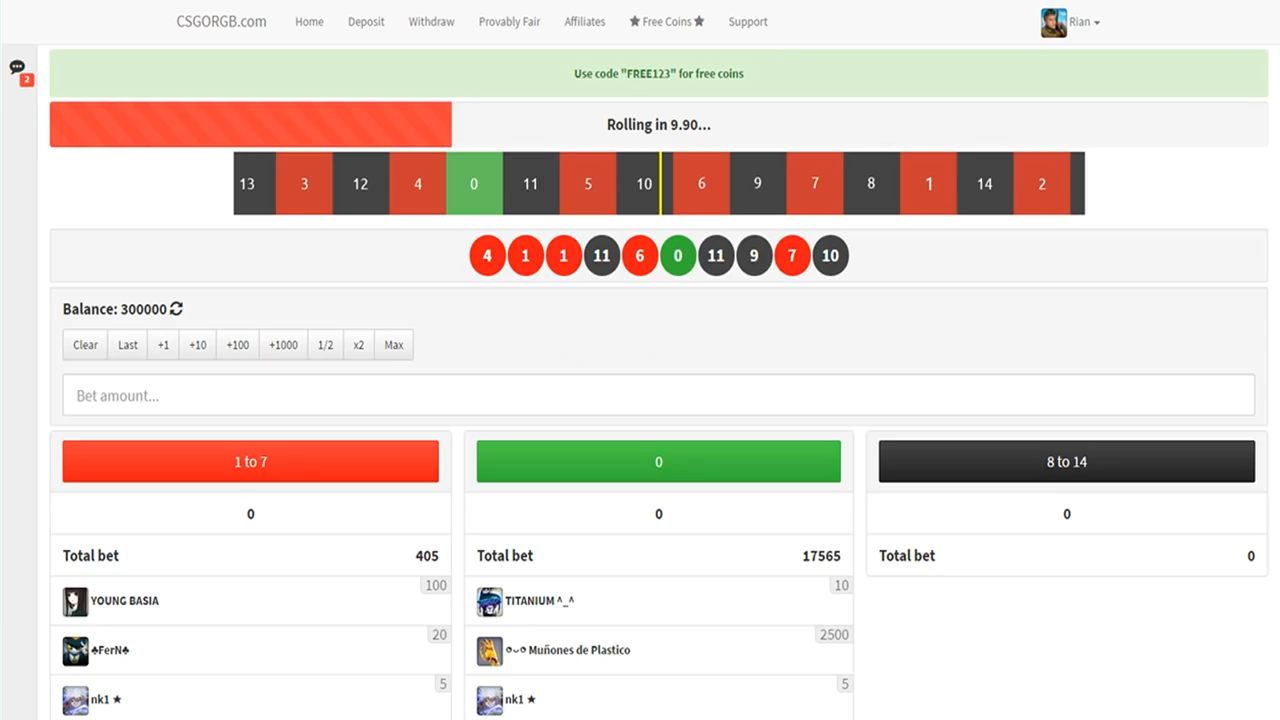 CSGORGB.com Home Deposit Withdraw Provably Fair Affiliates ★ Free Coins ★ Support Rian
2
Use code "FREE123" for free coins
Rolling in 9.90...
13 3 12 4 0 11 5 10 6 9 7 8 1 14 2
4 1 1 11 6 0 11 9 7 10
Balance: 300000
Clear Last +1 +10 +100 +1000 1/2 x2 Max
Bet amount...
1 to 7 0 8 to 14
0 0 0
Total bet 405 Total bet 17565 Total bet 0
YOUNG BASIA 100 TITANIUM ^_^ 10
♣FerN♣ 20 Muñones de Plastico 2500
nk1 ★ 5 nk1 ★ 5